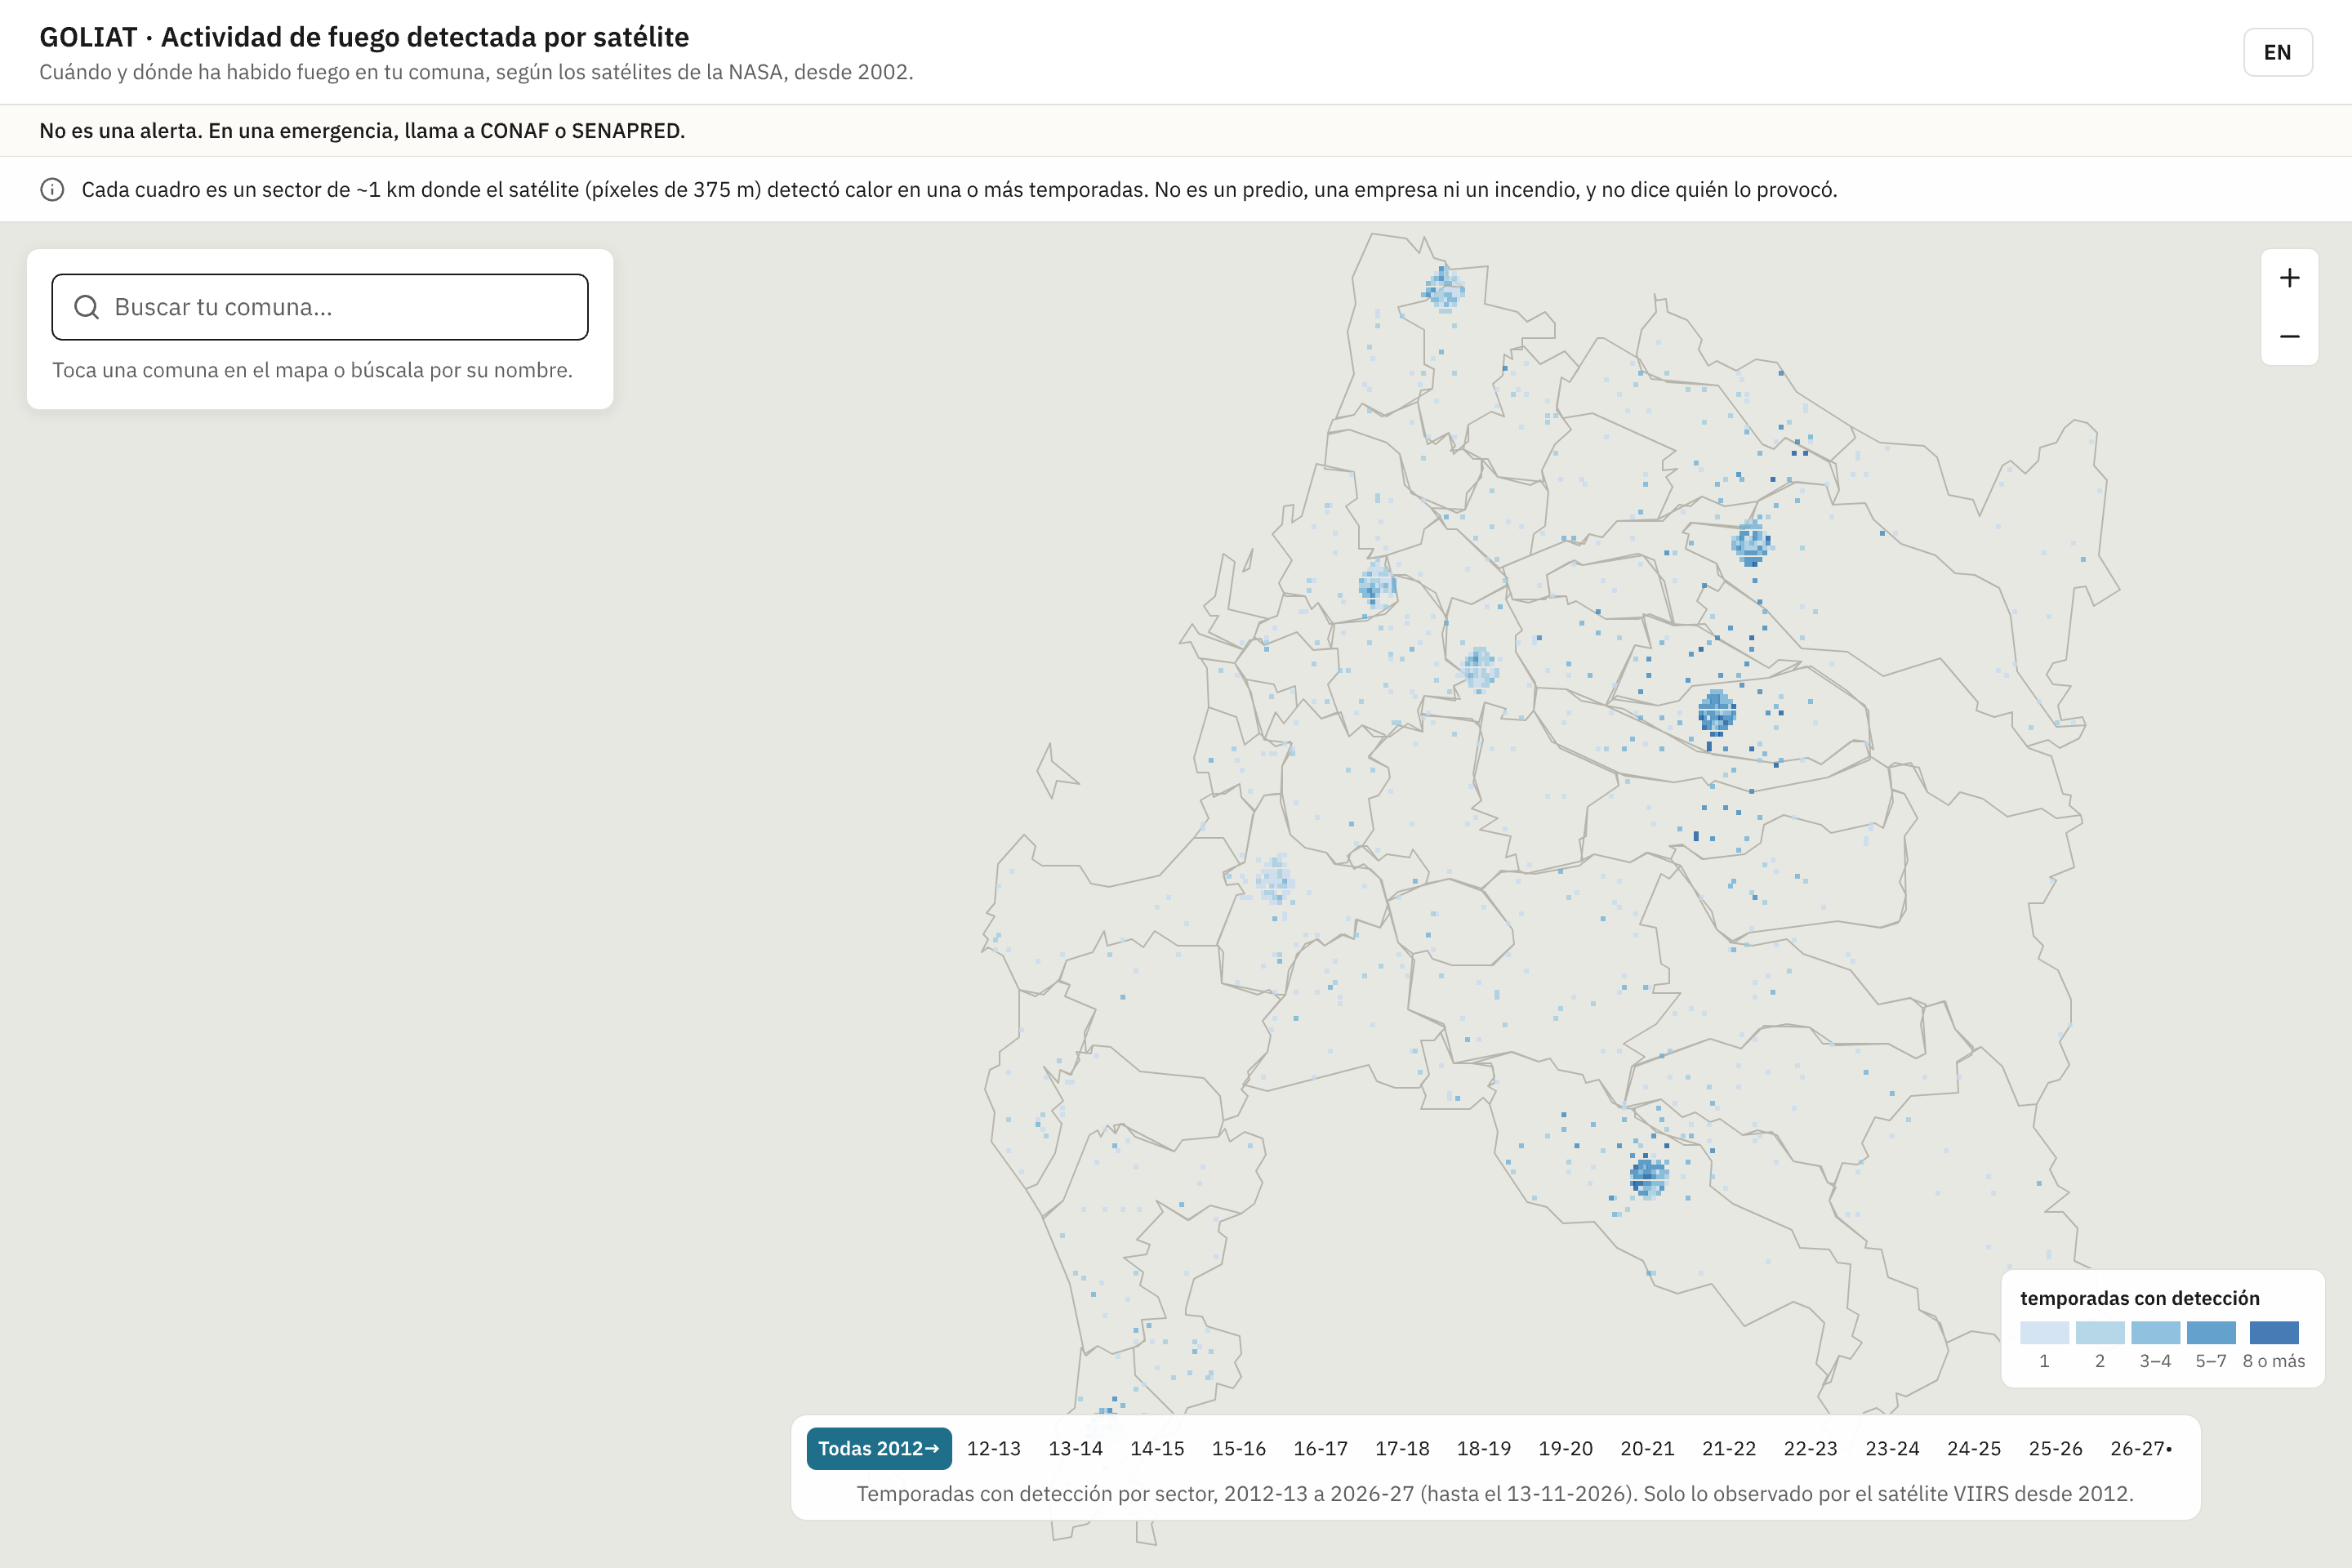 GOLIAT · Actividad de fuego detectada por satélite
Cuándo y dónde ha habido fuego en tu comuna, según los satélites de la NASA, desde 2002.
EN
No es una alerta. En una emergencia, llama a CONAF o SENAPRED.
Cada cuadro es un sector de ~1 km donde el satélite (píxeles de 375 m) detectó calor en una o más temporadas. No es un predio, una empresa ni un incendio, y no dice quién lo provocó.
Buscar tu comuna...
Toca una comuna en el mapa o búscala por su nombre.
+
−
temporadas con detección
1 2 3–4 5–7 8 o más
Todas 2012→ 12-13 13-14 14-15 15-16 16-17 17-18 18-19 19-20 20-21 21-22 22-23 23-24 24-25 25-26 26-27•
Temporadas con detección por sector, 2012-13 a 2026-27 (hasta el 13-11-2026). Solo lo observado por el satélite VIIRS desde 2012.